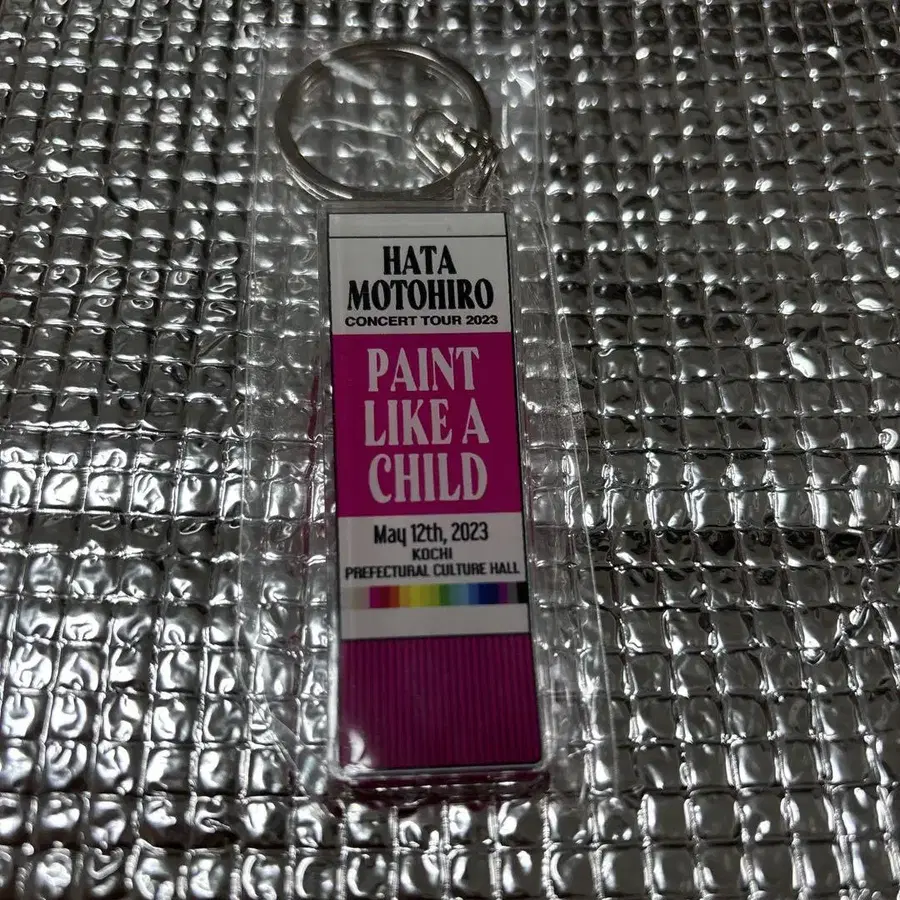 HATA
MOTOHIRO
CONCERT TOUR 2023
PAINT
LIKE A
CHILD
May 12th, 2023
KOCHI
PREFECTURAL CULTURE HALL